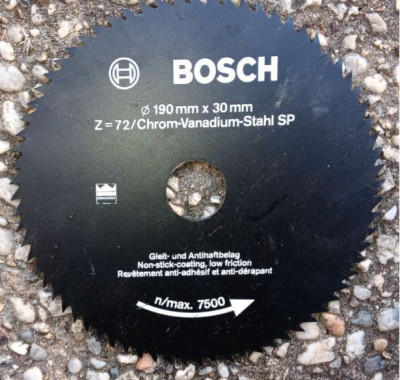 BOSCH
ø 190 mm x 30 mm
Z = 72/Chrom-Vanadium-Stahl SP
Gleit- und Antihaftbelag
Non-stick-coating, low friction
Revêtement anti-adhésif et anti-dérapant
n/max. 7500